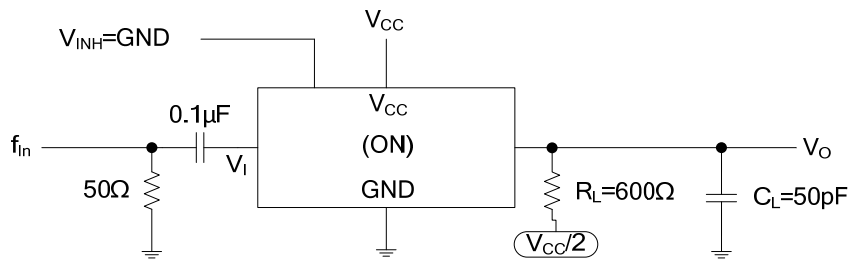 V_CC
V_INH=GND
0.1μF
V_CC
f_In
(ON)
V_O
V_I
50Ω
GND
R_L=600Ω
C_L=50pF
V_CC/2